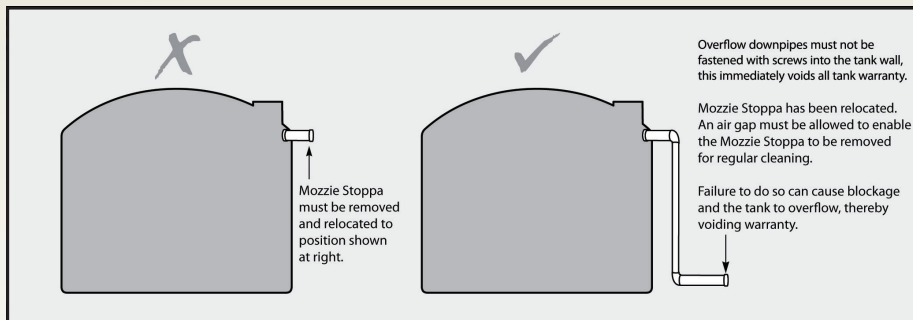 Mozzie Stoppa
must be removed
and relocated to
position shown
at right.
Overflow downpipes must not be
fastened with screws into the tank wall,
this immediately voids all tank warranty.
Mozzie Stoppa has been relocated.
An air gap must be allowed to enable
the Mozzie Stoppa to be removed
for regular cleaning.
Failure to do so can cause blockage
and the tank to overflow, thereby
voiding warranty.